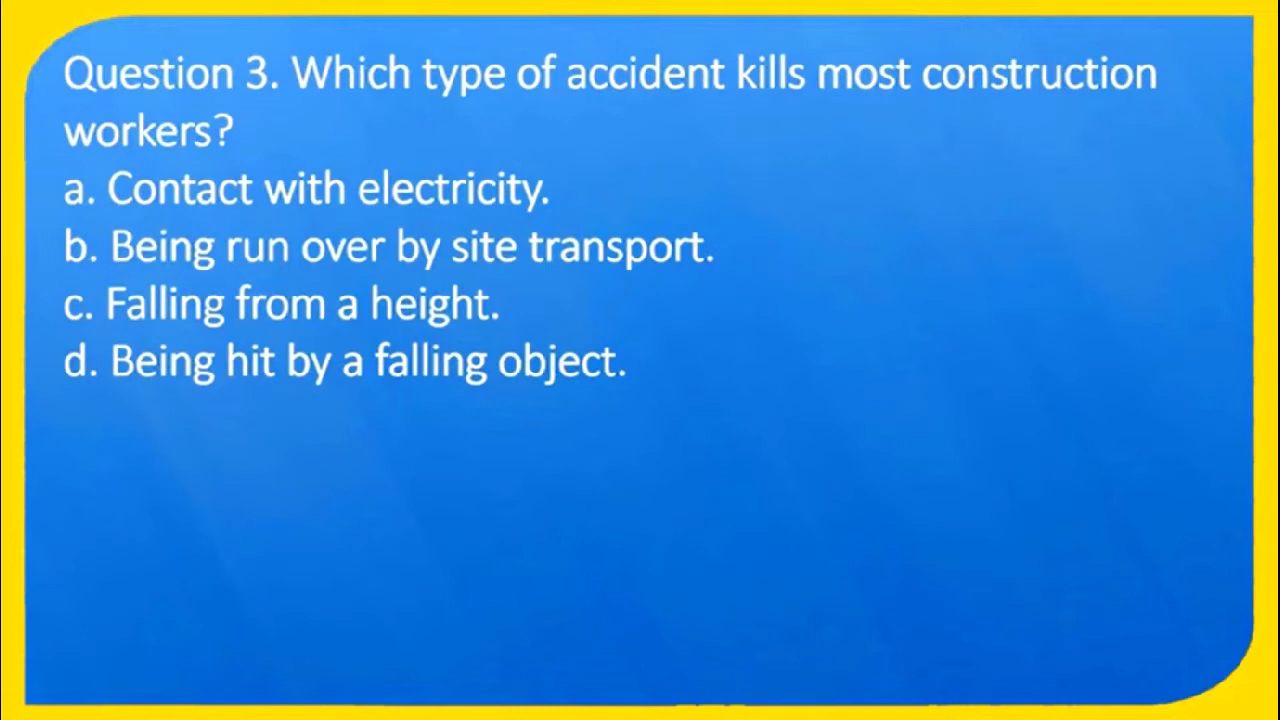 Question 3. Which type of accident kills most construction
workers?
a. Contact with electricity.
b. Being run over by site transport.
c. Falling from a height.
d. Being hit by a falling object.